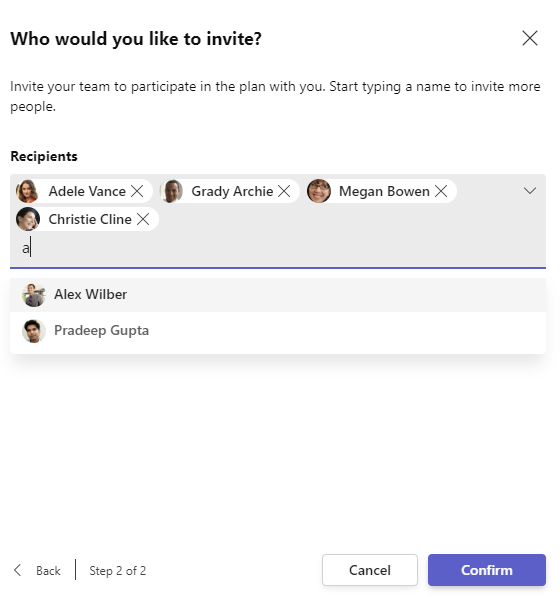 Who would you like to invite?
Invite your team to participate in the plan with you. Start typing a name to invite more
people.
Recipients
Adele Vance Grady Archie Megan Bowen
Christie Cline
a
Alex Wilber
Pradeep Gupta
Back Step 2 of 2 Cancel Confirm